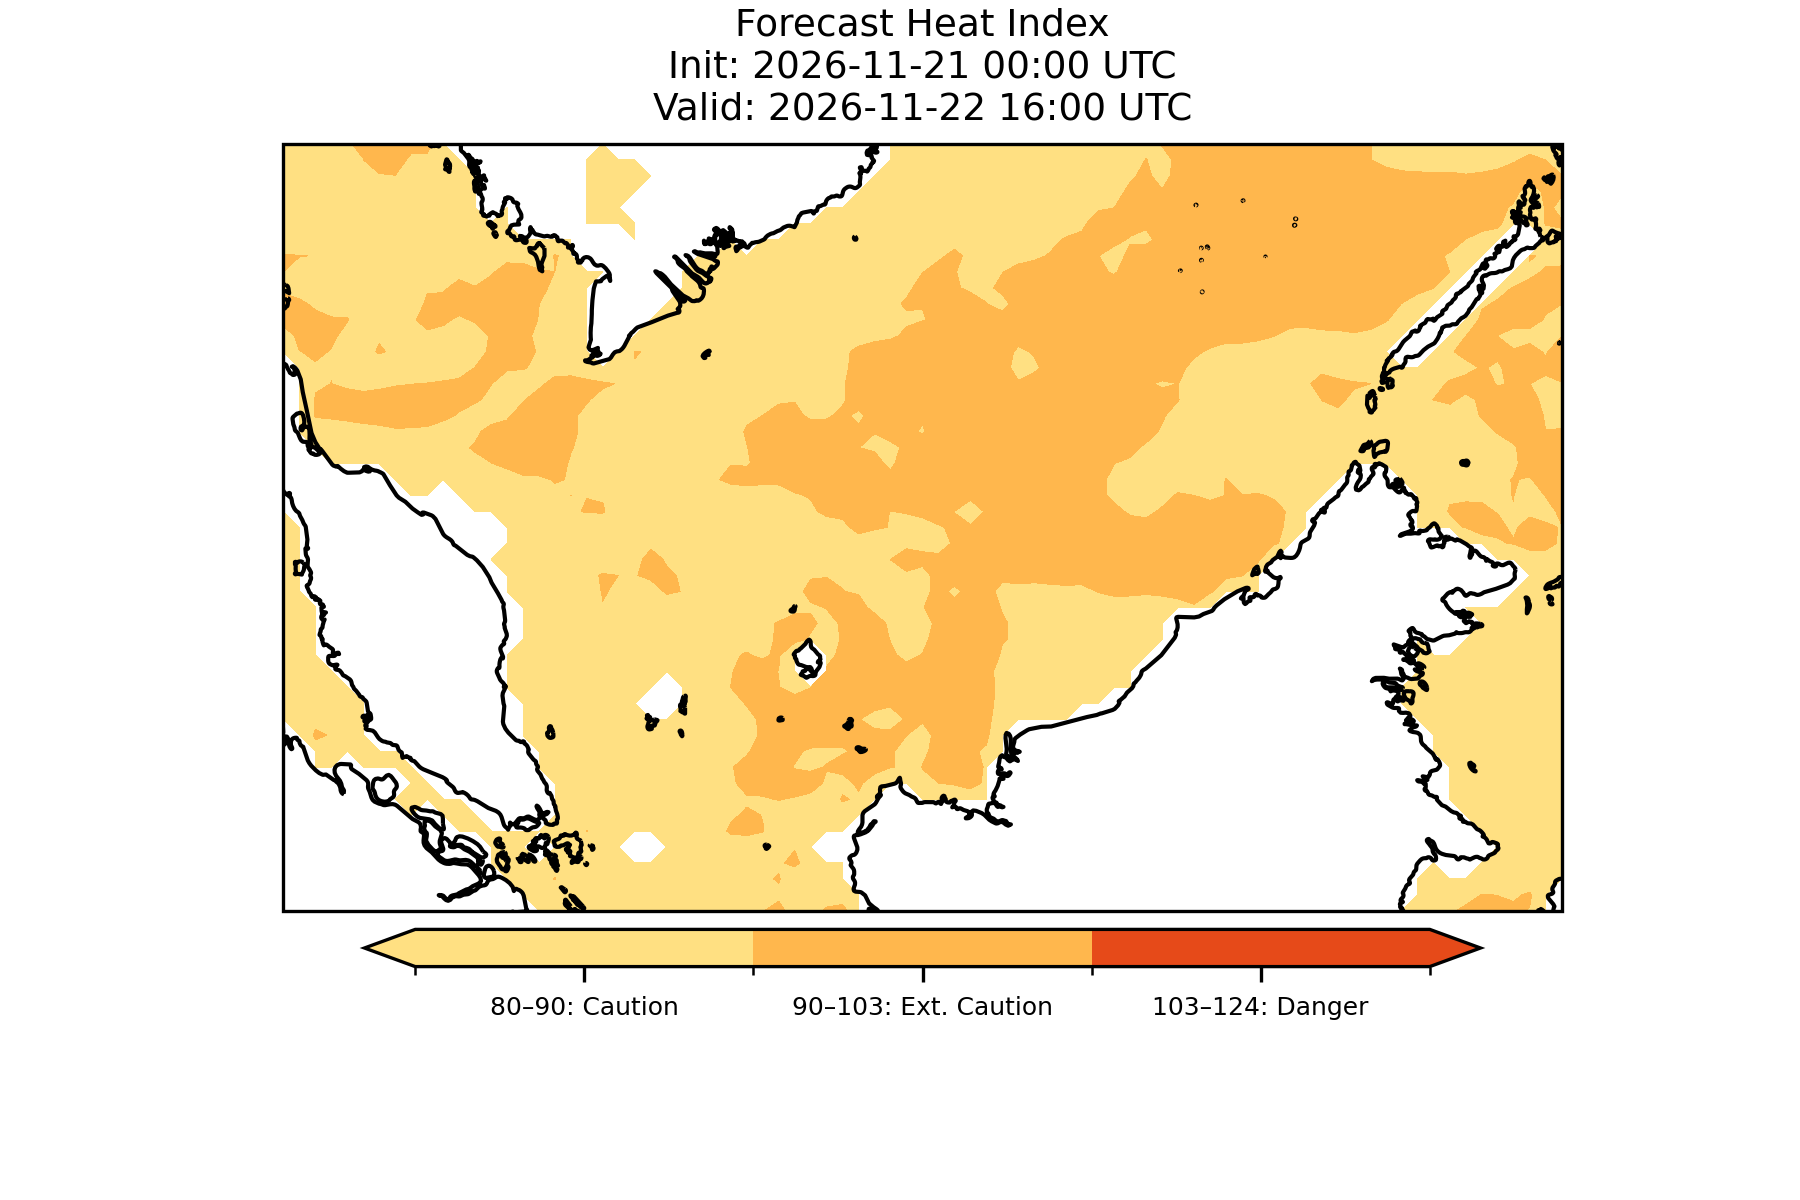 Forecast Heat Index
Init: 2026-11-21 00:00 UTC
Valid: 2026-11-22 16:00 UTC
80–90: Caution
90–103: Ext. Caution
103–124: Danger